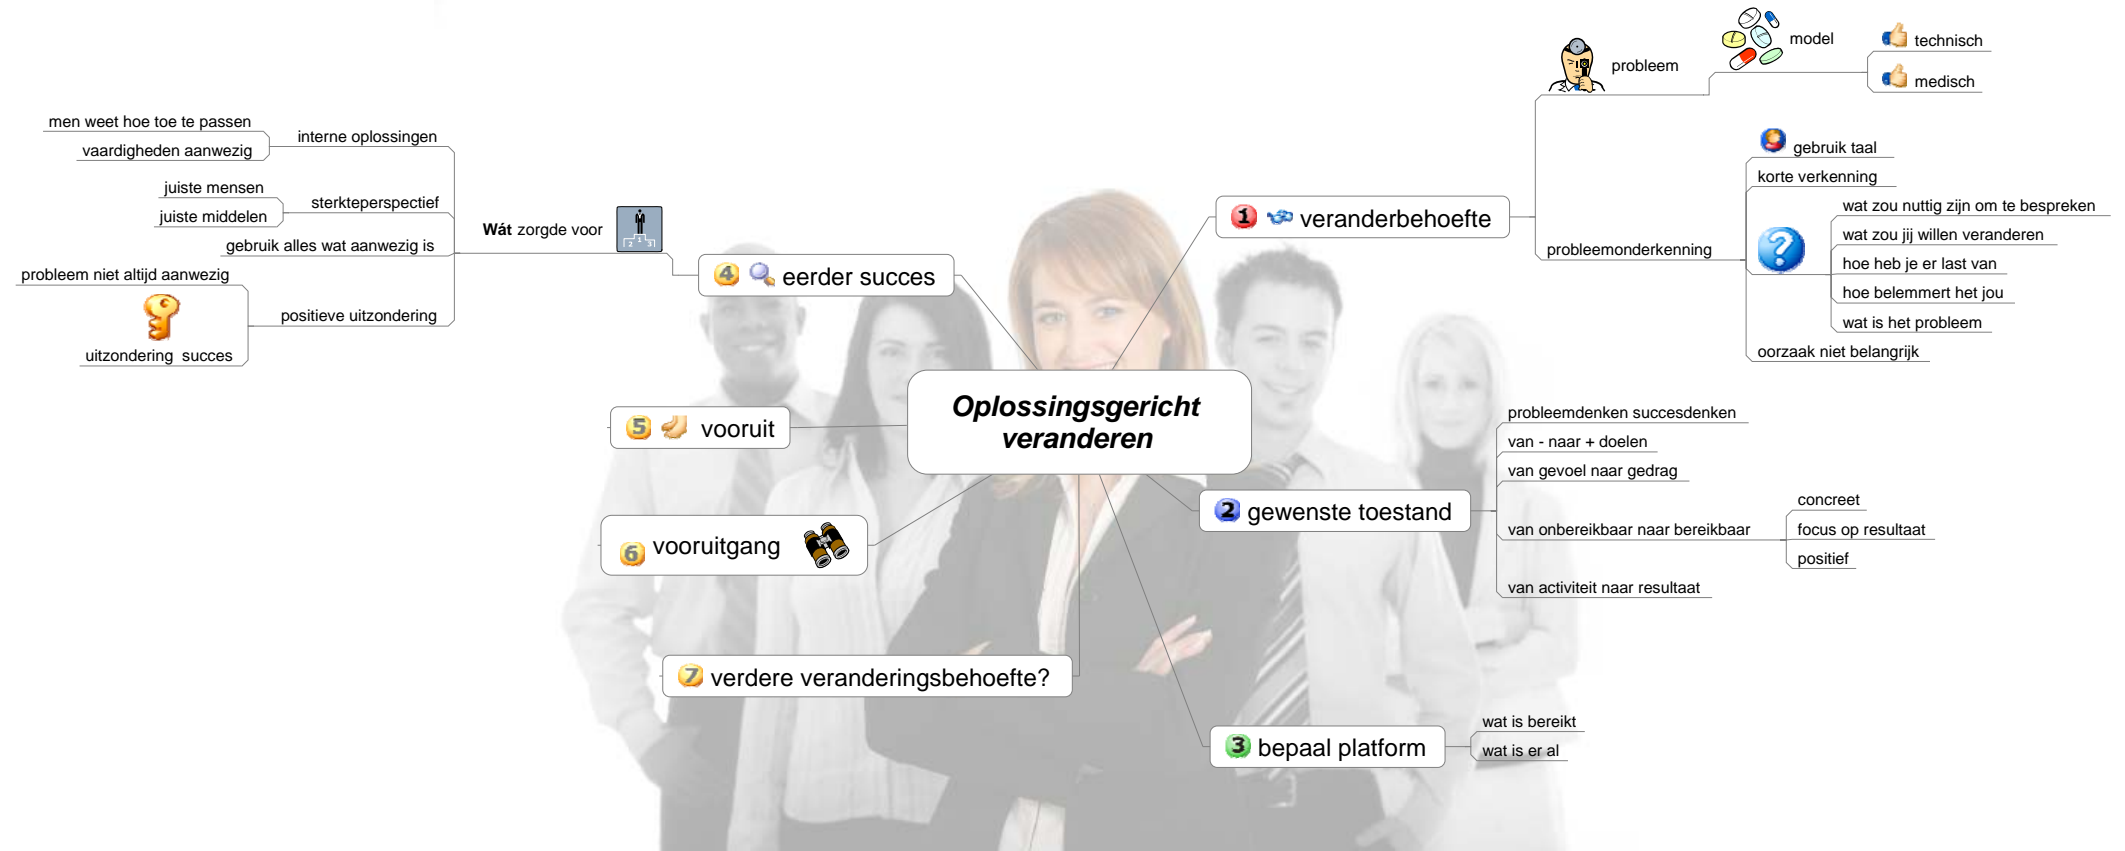 Oplossingsgericht
veranderen
1 veranderbehoefte
probleem
model
technisch
medisch
probleemonderkenning
gebruik taal
korte verkenning
wat zou nuttig zijn om te bespreken
wat zou jij willen veranderen
hoe heb je er last van
hoe belemmert het jou
wat is het probleem
oorzaak niet belangrijk
2 gewenste toestand
probleemdenken succesdenken
van - naar + doelen
van gevoel naar gedrag
van onbereikbaar naar bereikbaar
concreet
focus op resultaat
positief
van activiteit naar resultaat
3 bepaal platform
wat is bereikt
wat is er al
4 eerder succes
Wát zorgde voor
interne oplossingen
men weet hoe toe te passen
vaardigheden aanwezig
sterkteperspectief
juiste mensen
juiste middelen
gebruik alles wat aanwezig is
positieve uitzondering
probleem niet altijd aanwezig
uitzondering succes
5 vooruit
6 vooruitgang
7 verdere veranderingsbehoefte?